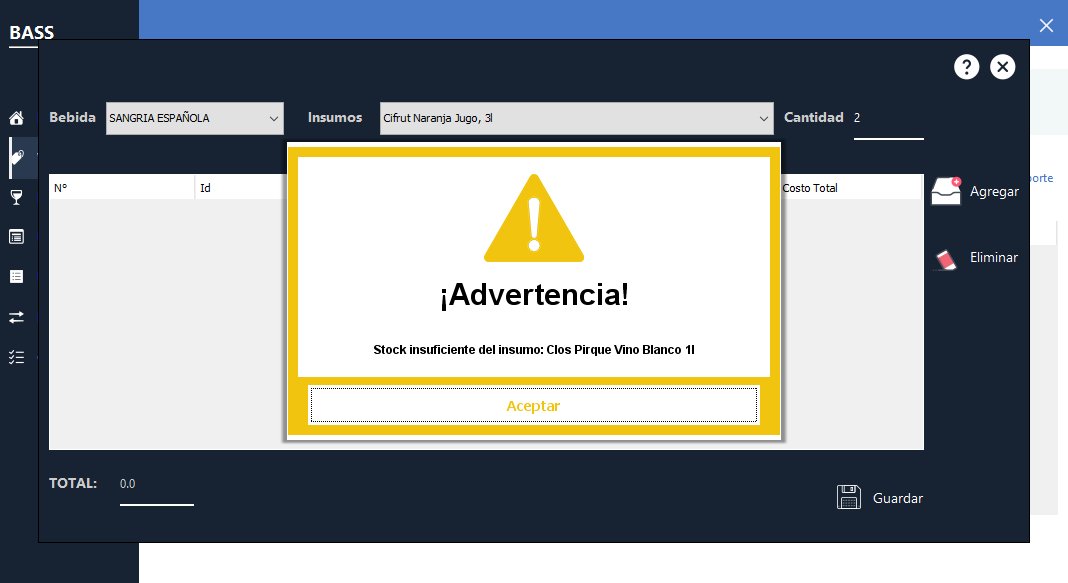 BASS
?
Bebida SANGRIA ESPAÑOLA Insumos Cifrut Naranja Jugo, 3l Cantidad 2
Nº Id Costo Total
orte
Agregar
Eliminar
¡Advertencia!
Stock insuficiente del insumo: Clos Pirque Vino Blanco 1l
Aceptar
TOTAL: 0.0
Guardar